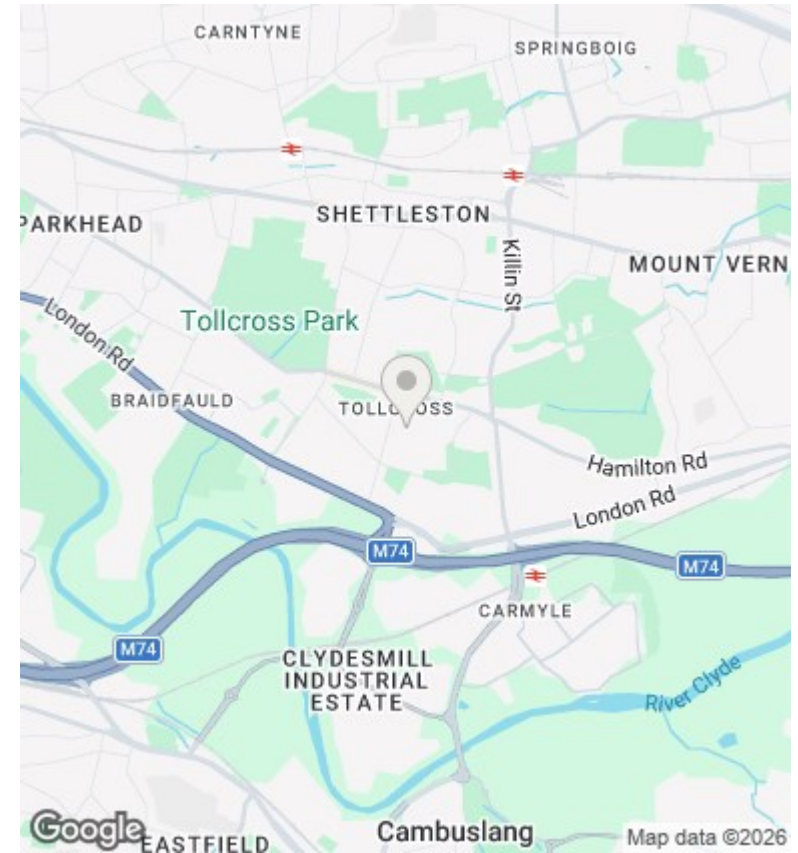 CARNTYNE
SPRINGBOIG
SHETTLESTON
PARKHEAD
Killin St
MOUNT VERN
Tollcross Park
London Rd
BRAIDFAULD
TOLLCROSS
Hamilton Rd
London Rd
M74
M74
CARMYLE
M74
CLYDESMILL
INDUSTRIAL
ESTATE
River Clyde
Google
EASTFIELD
Cambuslang
Map data ©2026